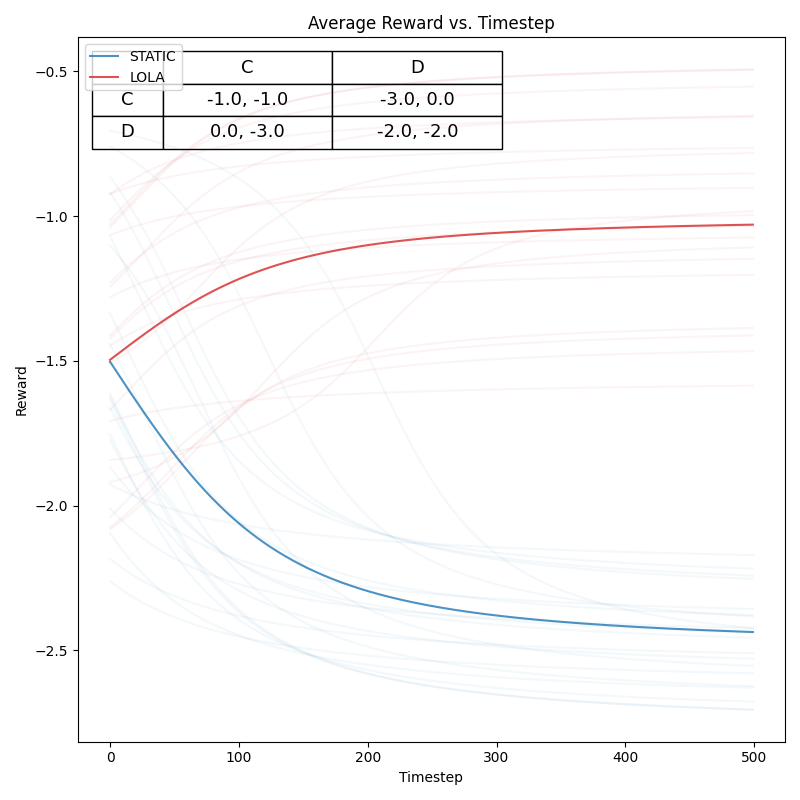 Average Reward vs. Timestep
STATIC
LOLA
C D
C -1.0, -1.0 -3.0, 0.0
D 0.0, -3.0 -2.0, -2.0
Reward
−0.5
−1.0
−1.5
−2.0
−2.5
0 100 200 300 400 500
Timestep